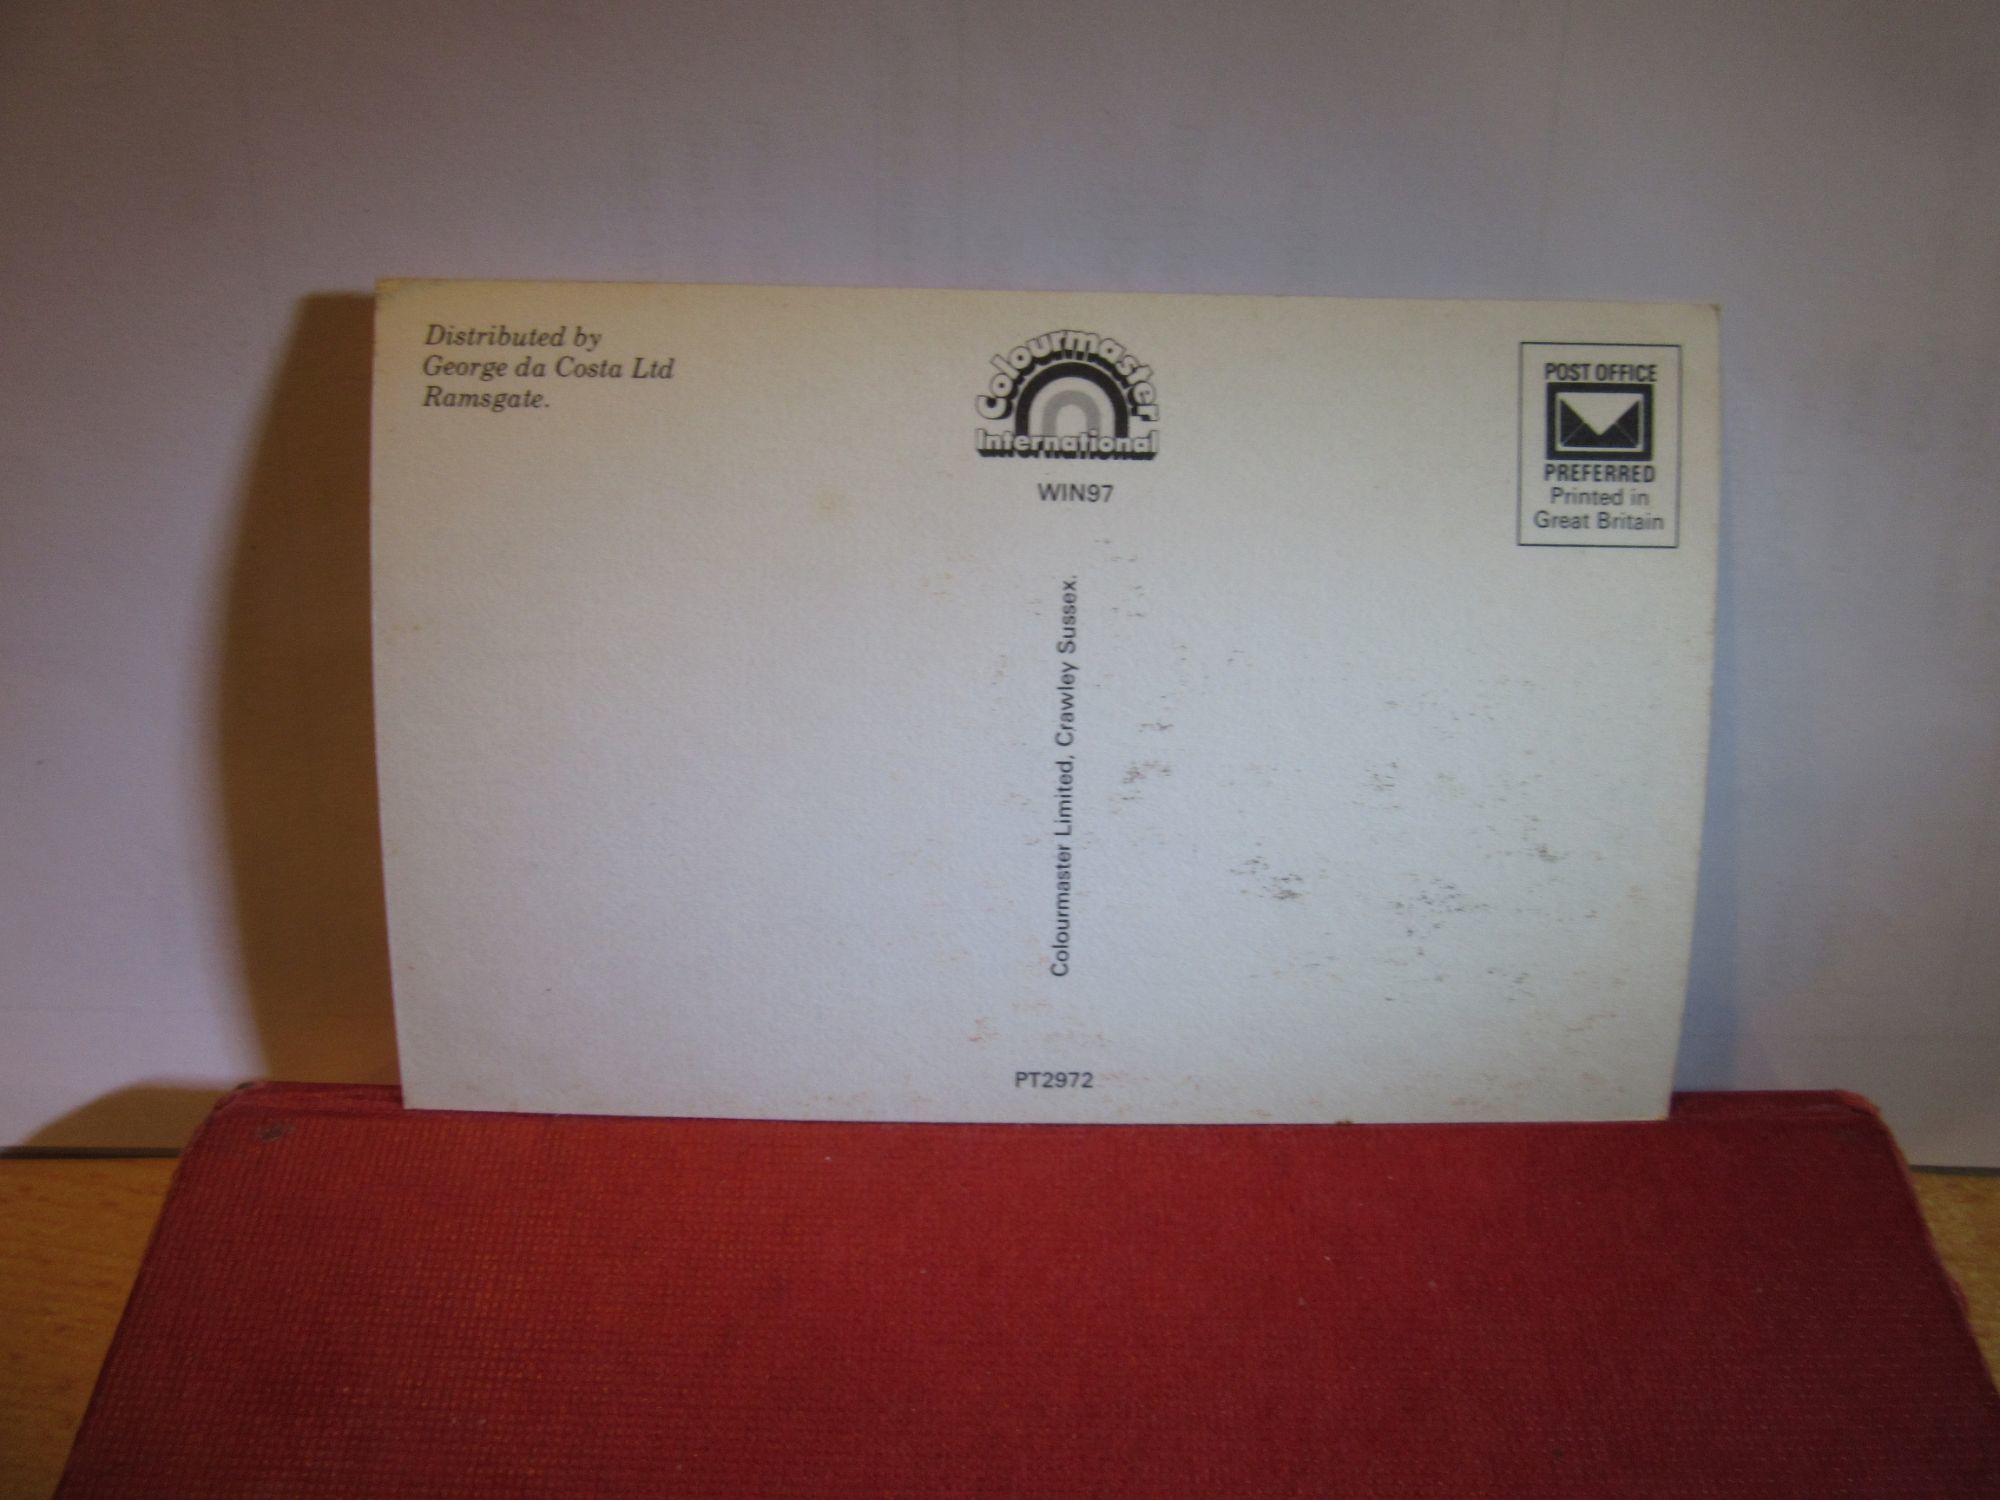 Distributed by
George da Costa Ltd
Ramsgate.
Colourmaster
International
WIN97
Colourmaster Limited, Crawley Sussex.
PT2972
POST OFFICE
PREFERRED
Printed in
Great Britain